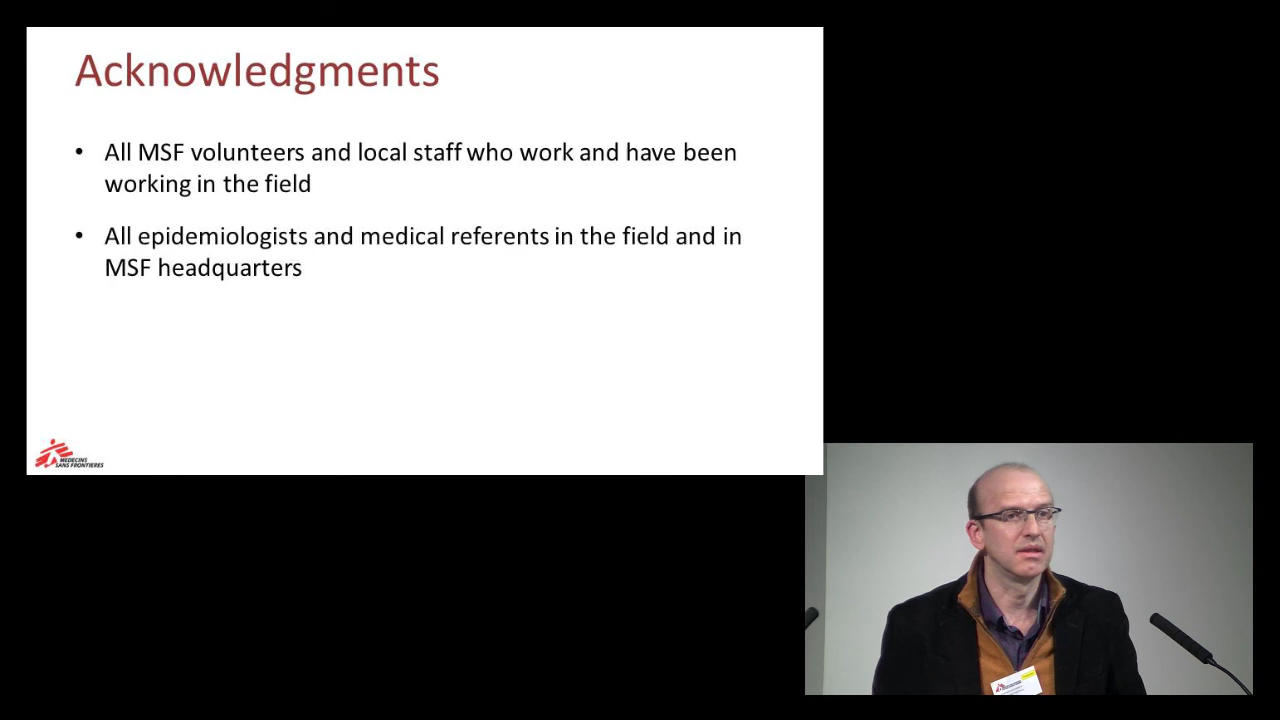 Acknowledgments
• All MSF volunteers and local staff who work and have been
working in the field
• All epidemiologists and medical referents in the field and in
MSF headquarters
MEDECINS
SANS FRONTIERES